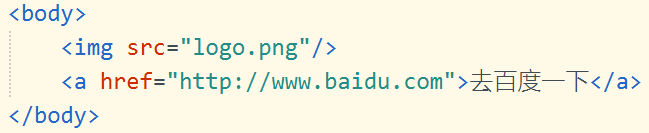 <body>
    <img src="logo.png"/>
    <a href="http://www.baidu.com">去百度一下</a>
</body>